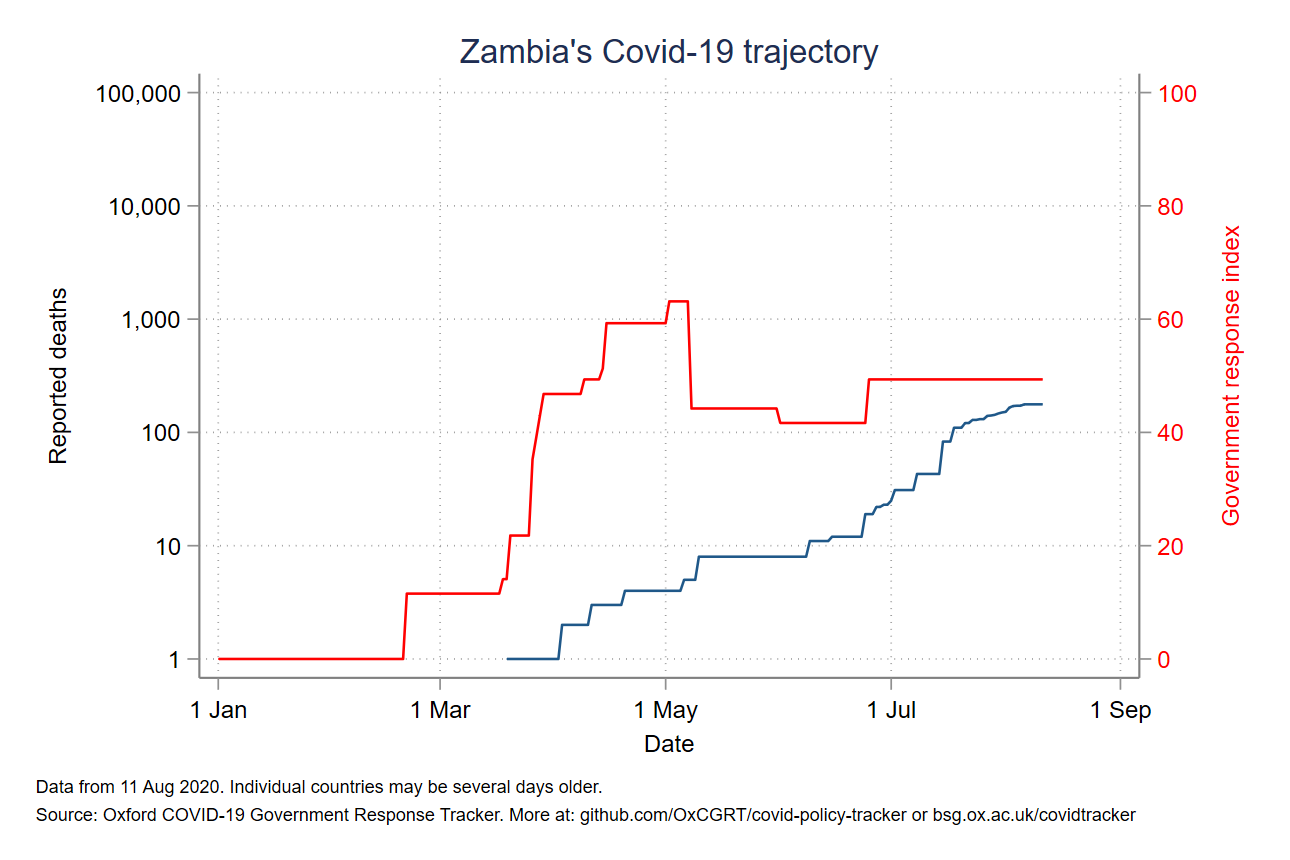 Zambia's Covid-19 trajectory
Reported deaths
100,000
10,000
1,000
100
10
1
100
80
60
40
20
0
Government response index
1 Jan
1 Mar
1 May
1 Jul
1 Sep
Date
Data from 11 Aug 2020. Individual countries may be several days older.
Source: Oxford COVID-19 Government Response Tracker. More at: github.com/OxCGRT/covid-policy-tracker or bsg.ox.ac.uk/covidtracker